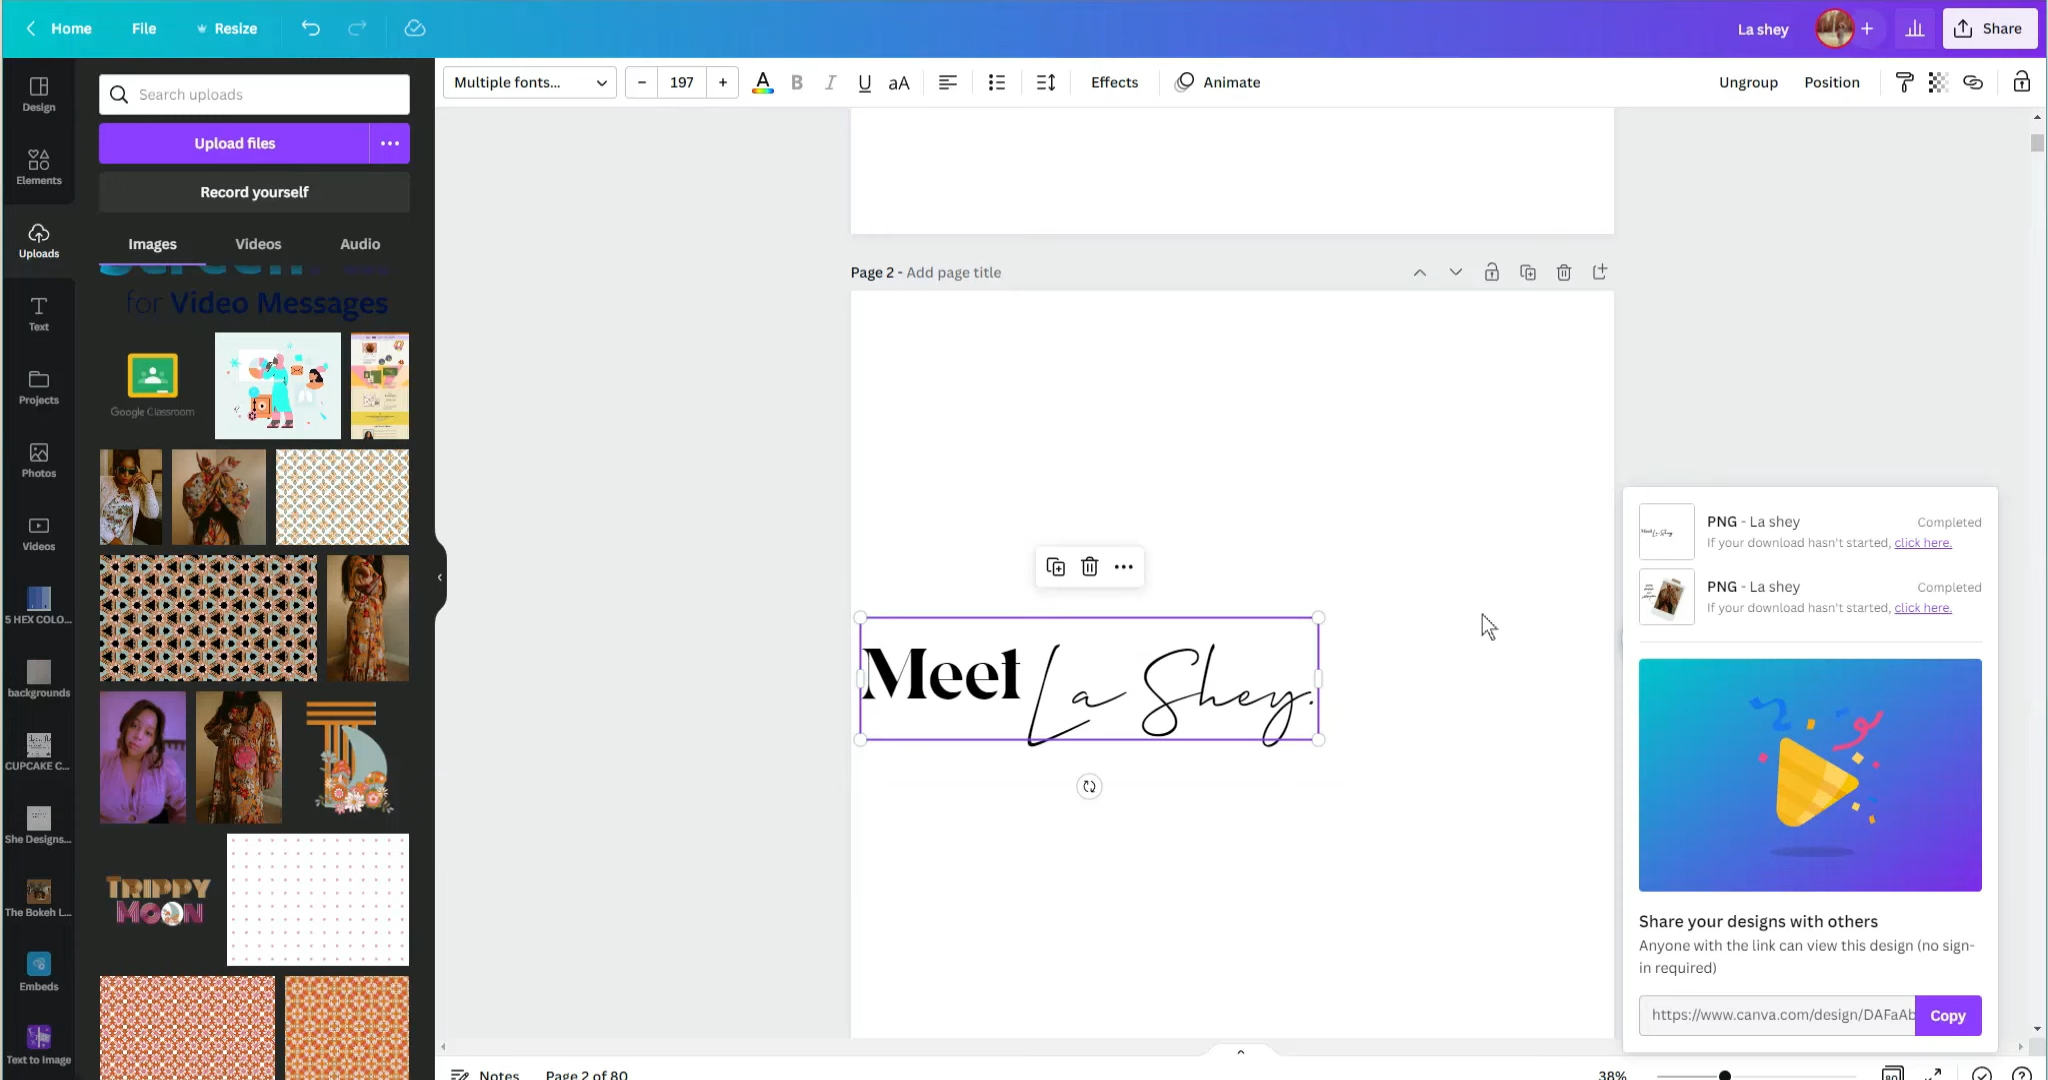 Home
File
Resize
La shey
Share
Search uploads
Upload files
Record yourself
Images
Videos
Audio
for Video Messages
Google Classroom
TRIPPY
MOON
Design
Elements
Uploads
Text
Projects
Photos
Videos
5 HEX COLO...
backgrounds
CUPCAKE C...
She Designs...
The Bokeh L...
Embeds
Text to Image
Multiple fonts...
197
A
B
I
U
aA
Effects
Animate
Ungroup
Position
Page 2 - Add page title
Meet La Shey.
PNG - La shey
Completed
If your download hasn't started, click here.
PNG - La shey
Completed
If your download hasn't started, click here.
Share your designs with others
Anyone with the link can view this design (no sign-
in required)
https://www.canva.com/design/DAFaAb
Copy
Notes
Page 2 of 80
38%
80